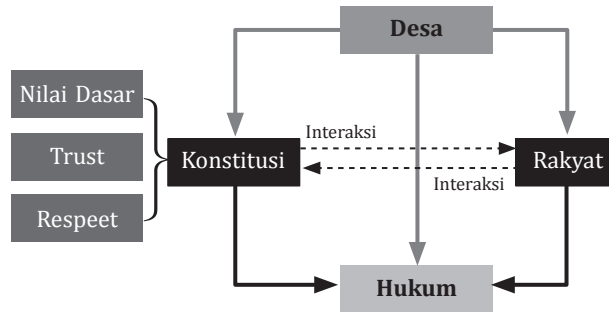 Desa
Nilai Dasar
Interaksi
Trust
Konstitusi
Rakyat
Interaksi
Respeet
Hukum